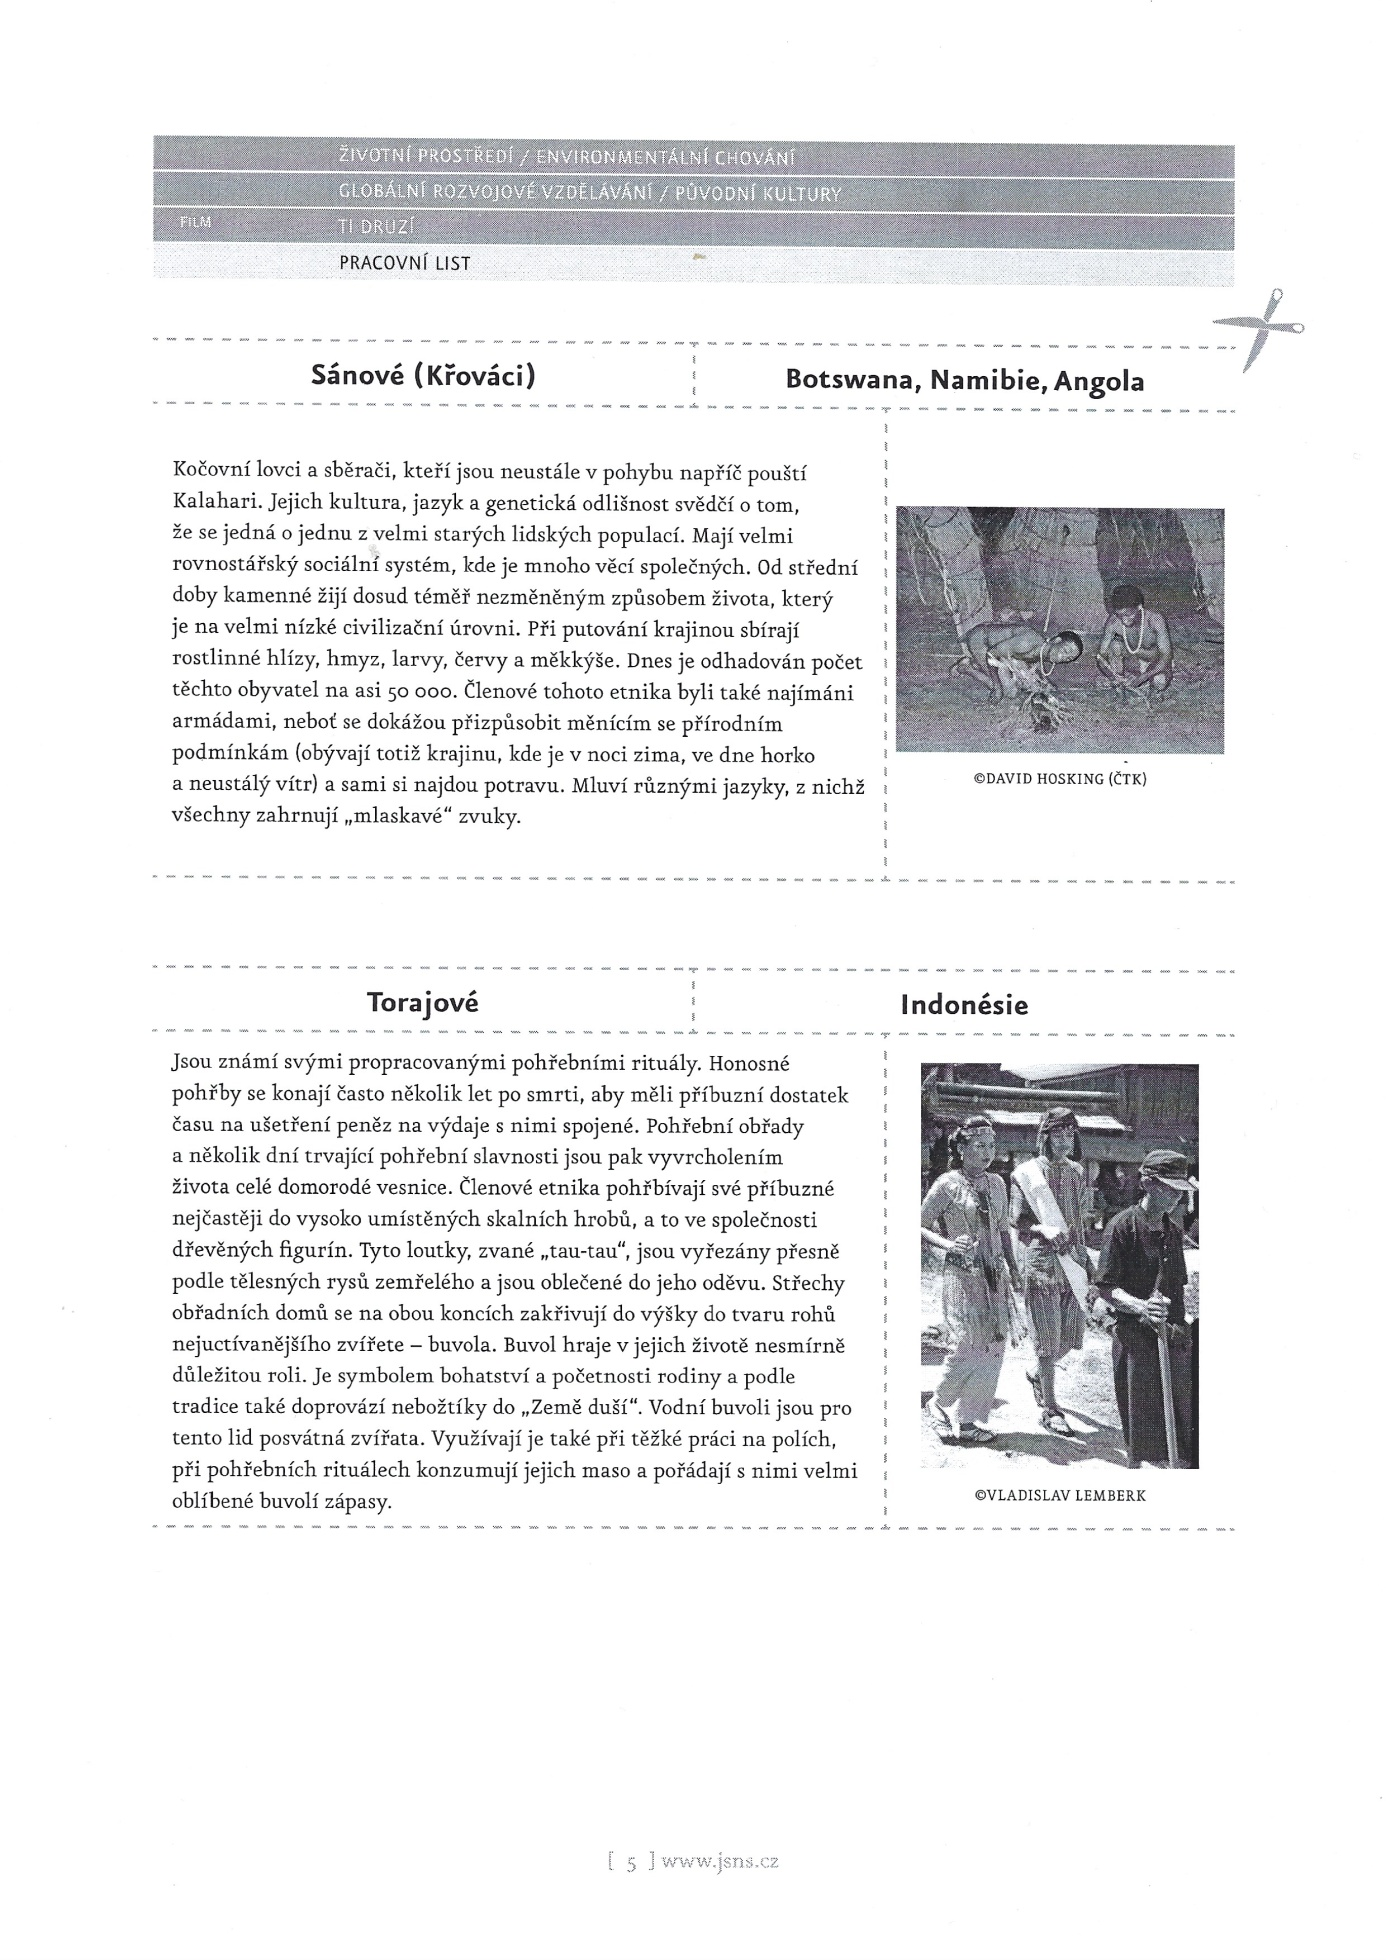 ŽIVOTNÍ PROSTŘEDÍ / ENVIRONMENTÁLNÍ CHOVÁNÍ
GLOBÁLNÍ ROZVOJOVÉ VZDĚLÁVÁNÍ / PŮVODNÍ KULTURY
FILM TI DRUZÍ
PRACOVNÍ LIST
Sánové (Křováci)
Botswana, Namibie, Angola
Kočovní lovci a sběrači, kteří jsou neustále v pohybu napříč pouští
Kalahari. Jejich kultura, jazyk a genetická odlišnost svědčí o tom,
že se jedná o jednu z velmi starých lidských populací. Mají velmi
rovnostářský sociální systém, kde je mnoho věcí společných. Od střední
doby kamenné žijí dosud téměř nezměněným způsobem života, který
je na velmi nízké civilizační úrovni. Při putování krajinou sbírají
rostlinné hlízy, hmyz, larvy, červy a měkkýše. Dnes je odhadován počet
těchto obyvatel na asi 50 000. Členové tohoto etnika byli také najímáni
armádami, neboť se dokážou přizpůsobit měnícím se přírodním
podmínkám (obývají totiž krajinu, kde je v noci zima, ve dne horko
a neustálý vítr) a sami si najdou potravu. Mluví různými jazyky, z nichž
všechny zahrnují „mlaskavé“ zvuky.
©DAVID HOSKING (ČTK)
Torajové
Indonésie
Jsou známí svými propracovanými pohřebními rituály. Honosné
pohřby se konají často několik let po smrti, aby měli příbuzní dostatek
času na ušetření peněz na výdaje s nimi spojené. Pohřební obřady
a několik dní trvající pohřební slavnosti jsou pak vyvrcholením
života celé domorodé vesnice. Členové etnika pohřbívají své příbuzné
nejčastěji do vysoko umístěných skalních hrobů, a to ve společnosti
dřevěných figurín. Tyto loutky, zvané „tau-tau“, jsou vyřezány přesně
podle tělesných rysů zemřelého a jsou oblečené do jeho oděvu. Střechy
obřadních domů se na obou koncích zakřivují do výšky do tvaru rohů
nejuctívanějšího zvířete – buvola. Buvol hraje v jejich životě nesmírně
důležitou roli. Je symbolem bohatství a početnosti rodiny a podle
tradice také doprovází nebožtíky do „Země duší“. Vodní buvoli jsou pro
tento lid posvátná zvířata. Využívají je také při těžké práci na polích,
při pohřebních rituálech konzumují jejich maso a pořádají s nimi velmi
oblíbené buvolí zápasy.
©VLADISLAV LEMBERK
[ 5 ] www.jsns.cz